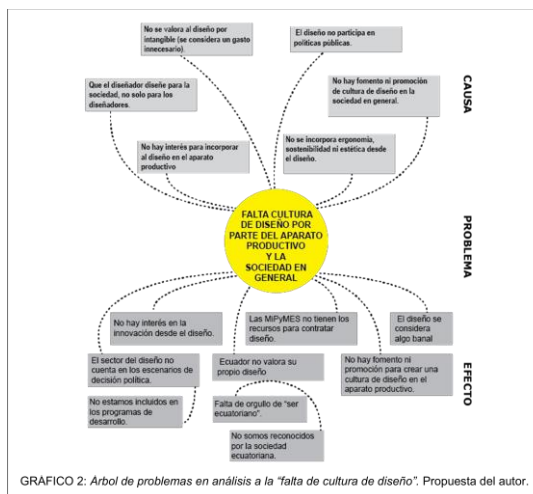 No se valora al diseño por
intangible (se considera un gasto
innecesario).
El diseño no participa en
políticas públicas.
Que el diseñador diseñe para la
sociedad, no solo para los
diseñadores.
No hay fomento ni promoción
de cultura de diseño en la
sociedad en general.
No hay interés para incorporar
al diseño en el aparato
productivo
No se incorpora ergonomía,
sostenibilidad ni estética desde
el diseño.
CAUSA
FALTA CULTURA
DE DISEÑO POR
PARTE DEL APARATO
PRODUCTIVO
Y LA
SOCIEDAD EN
GENERAL
PROBLEMA
No hay interés en la
innovación desde el diseño.
Las MiPyMES no tienen los
recursos para contratar
diseño.
El diseño se
considera
algo banal
El sector del diseño no
cuenta en los escenarios de
decisión política.
Ecuador no valora su
propio diseño
No hay fomento ni
promoción para crear una
cultura de diseño en el
aparato productivo.
No estamos incluidos en
los programas de
desarrollo.
Falta de orgullo de "ser
ecuatoriano".
No somos reconocidos
por la sociedad
ecuatoriana.
EFECTO
GRAFICO 2: Árbol de problemas en análisis a la "falta de cultura de diseño". Propuesta del autor.